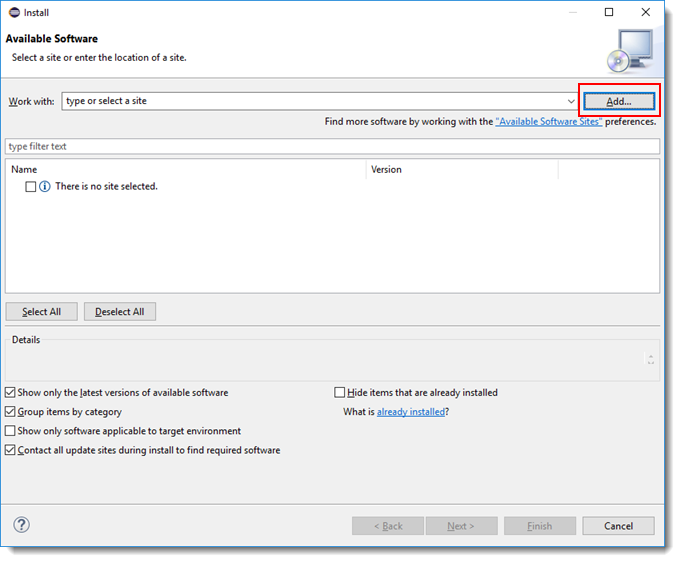 Install
Available Software
Select a site or enter the location of a site.
Work with: type or select a site Add...
Find more software by working with the "Available Software Sites" preferences.
type filter text
Name Version
There is no site selected.
Select All Deselect All
Details
Show only the latest versions of available software Hide items that are already installed
Group items by category What is already installed?
Show only software applicable to target environment
Contact all update sites during install to find required software
? < Back Next > Finish Cancel